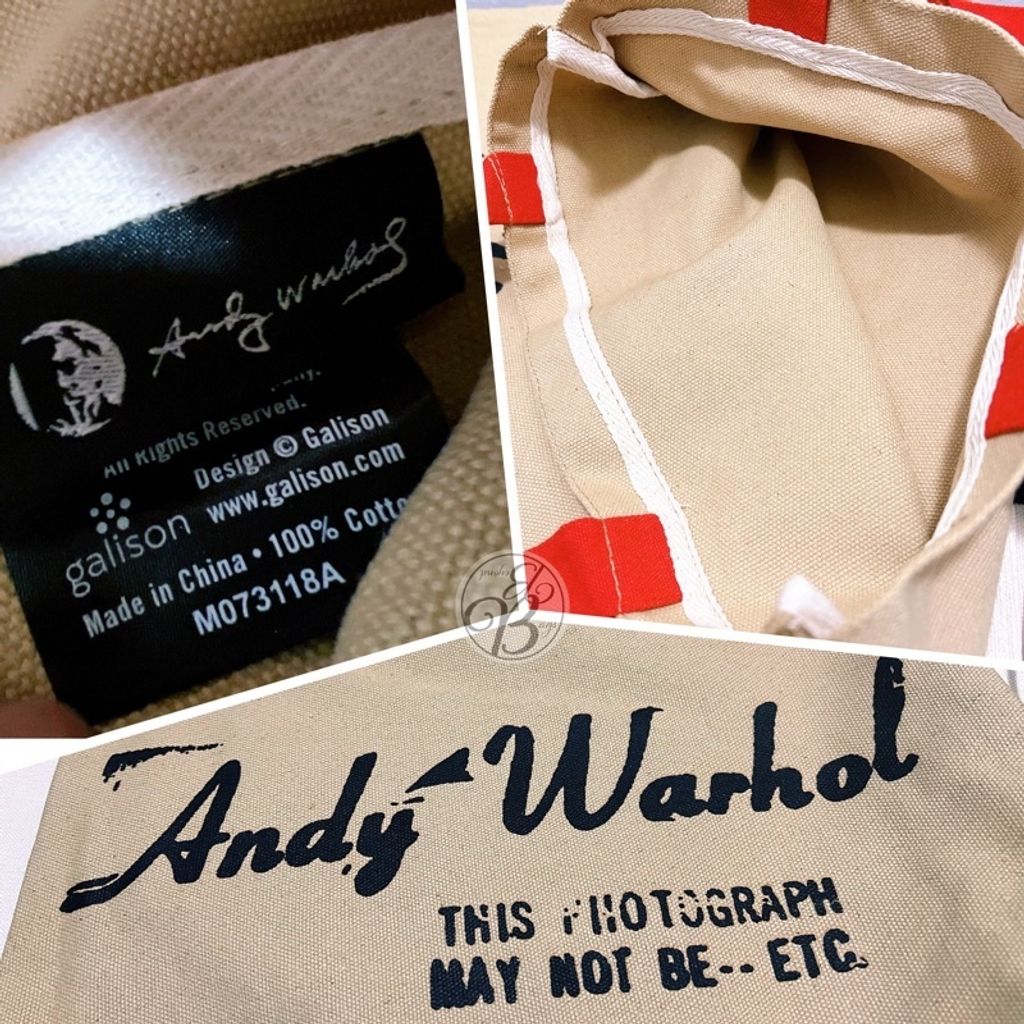 Andy Warhol
All Rights Reserved.
Design © Galison
www.galison.com
galison
Made in China • 100%
M073118A
B
Andy Warhol
THIS PHOTOGRAPH
MAY NOT BE-- ETC.